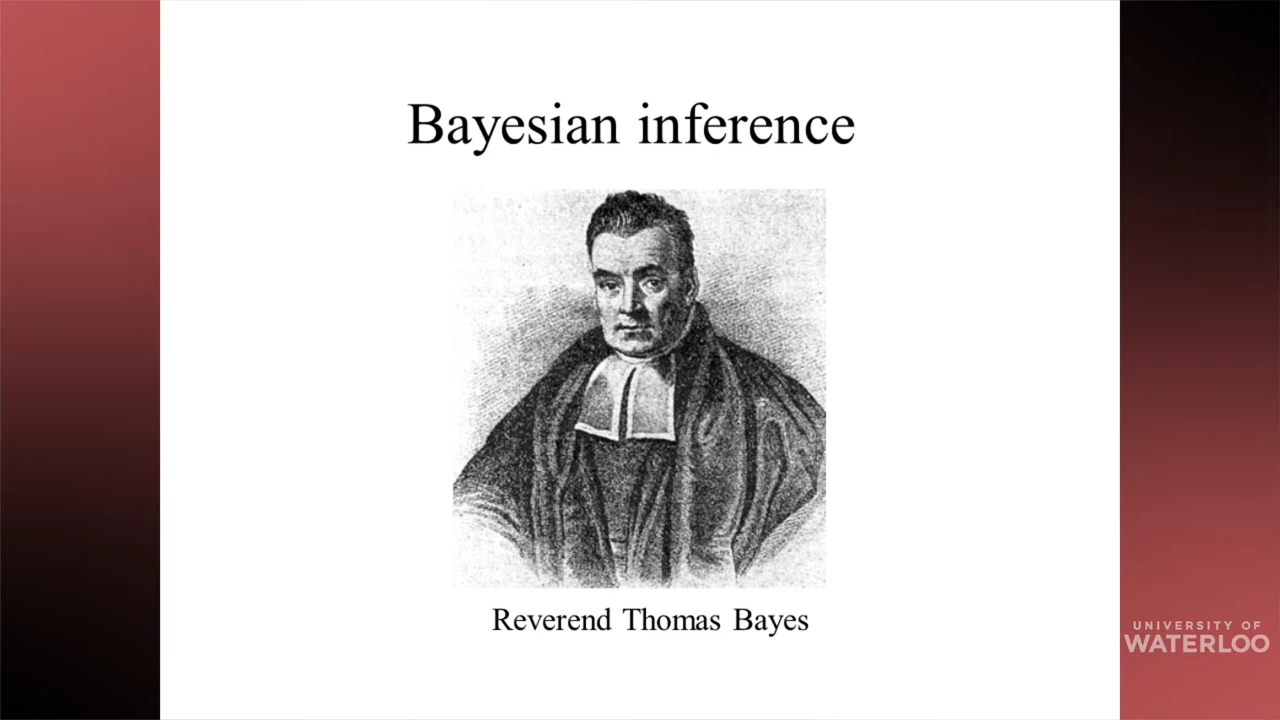 Bayesian inference
Reverend Thomas Bayes
UNIVERSITY OF
WATERLOO